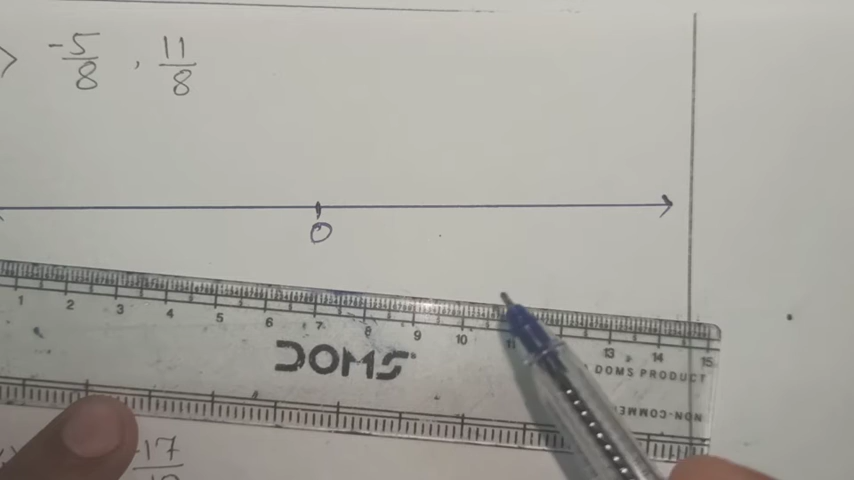 -5/8 , 11/8
0
1 2 3 4 5 6 7 8 9 10 11 13 14 15
DOMS
DOMS PRODUCT
NON-COMME
-17